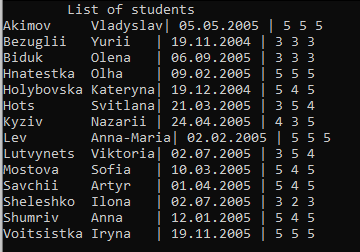 List of students
Akimov Vladyslav| 05.05.2005 | 5 5 5
Bezuglii Yurii | 19.11.2004 | 3 3 3
Biduk Olena | 06.09.2005 | 3 3 3
Hnatestka Olha | 09.02.2005 | 5 5 5
Holybovska Kateryna| 19.12.2004 | 5 4 5
Hots Svitlana| 21.03.2005 | 3 5 4
Kyziv Nazarii | 24.04.2005 | 4 3 5
Lev Anna-Maria| 02.02.2005 | 5 5 5
Lutvynets Viktoria| 02.07.2005 | 3 5 4
Mostova Sofia | 10.03.2005 | 5 4 5
Savchii Artyr | 01.04.2005 | 5 4 5
Sheleshko Ilona | 02.07.2005 | 3 2 3
Shumriv Anna | 12.01.2005 | 5 4 5
Voitsistka Iryna | 19.11.2005 | 5 5 5